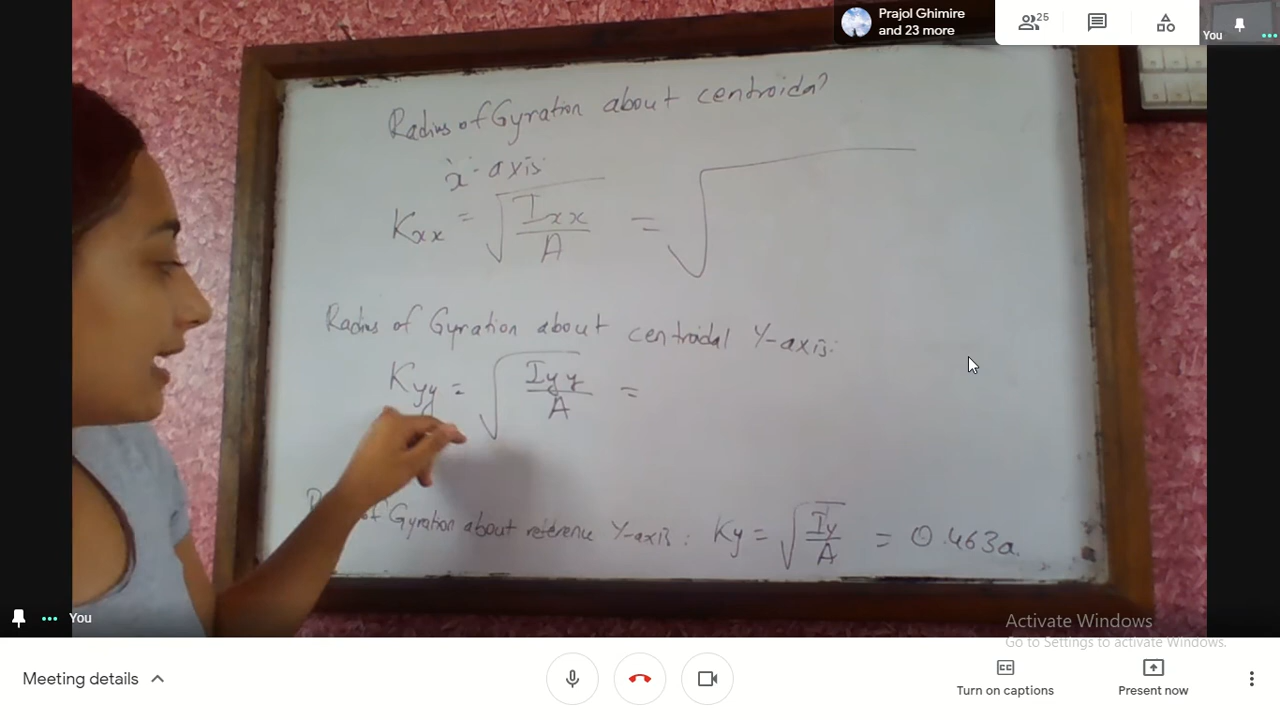 Prajol Ghimire
and 23 more
25
You
Radius of Gyration about centroidal
x-axis:
Kxx = √(Ixx/A) = √
Radius of Gyration about centroidal Y-axis:
Kyy = √(Iyy/A) =
of Gyration about reference Y-axis: Ky = √(Iy/A) = 0.463a.
You
Activate Windows
Go to Settings to activate Windows.
Meeting details
Turn on captions
Present now